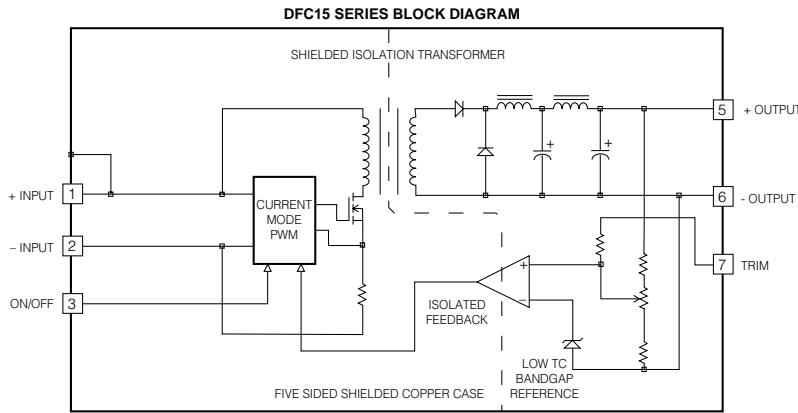 DFC15 SERIES BLOCK DIAGRAM
SHIELDED ISOLATION TRANSFORMER
5
+ OUTPUT
+
+
+ INPUT
1
CURRENT
MODE
PWM
6
- OUTPUT
– INPUT
2
7
TRIM
+
–
ON/OFF
3
ISOLATED
FEEDBACK
LOW TC
BANDGAP
REFERENCE
FIVE SIDED SHIELDED COPPER CASE